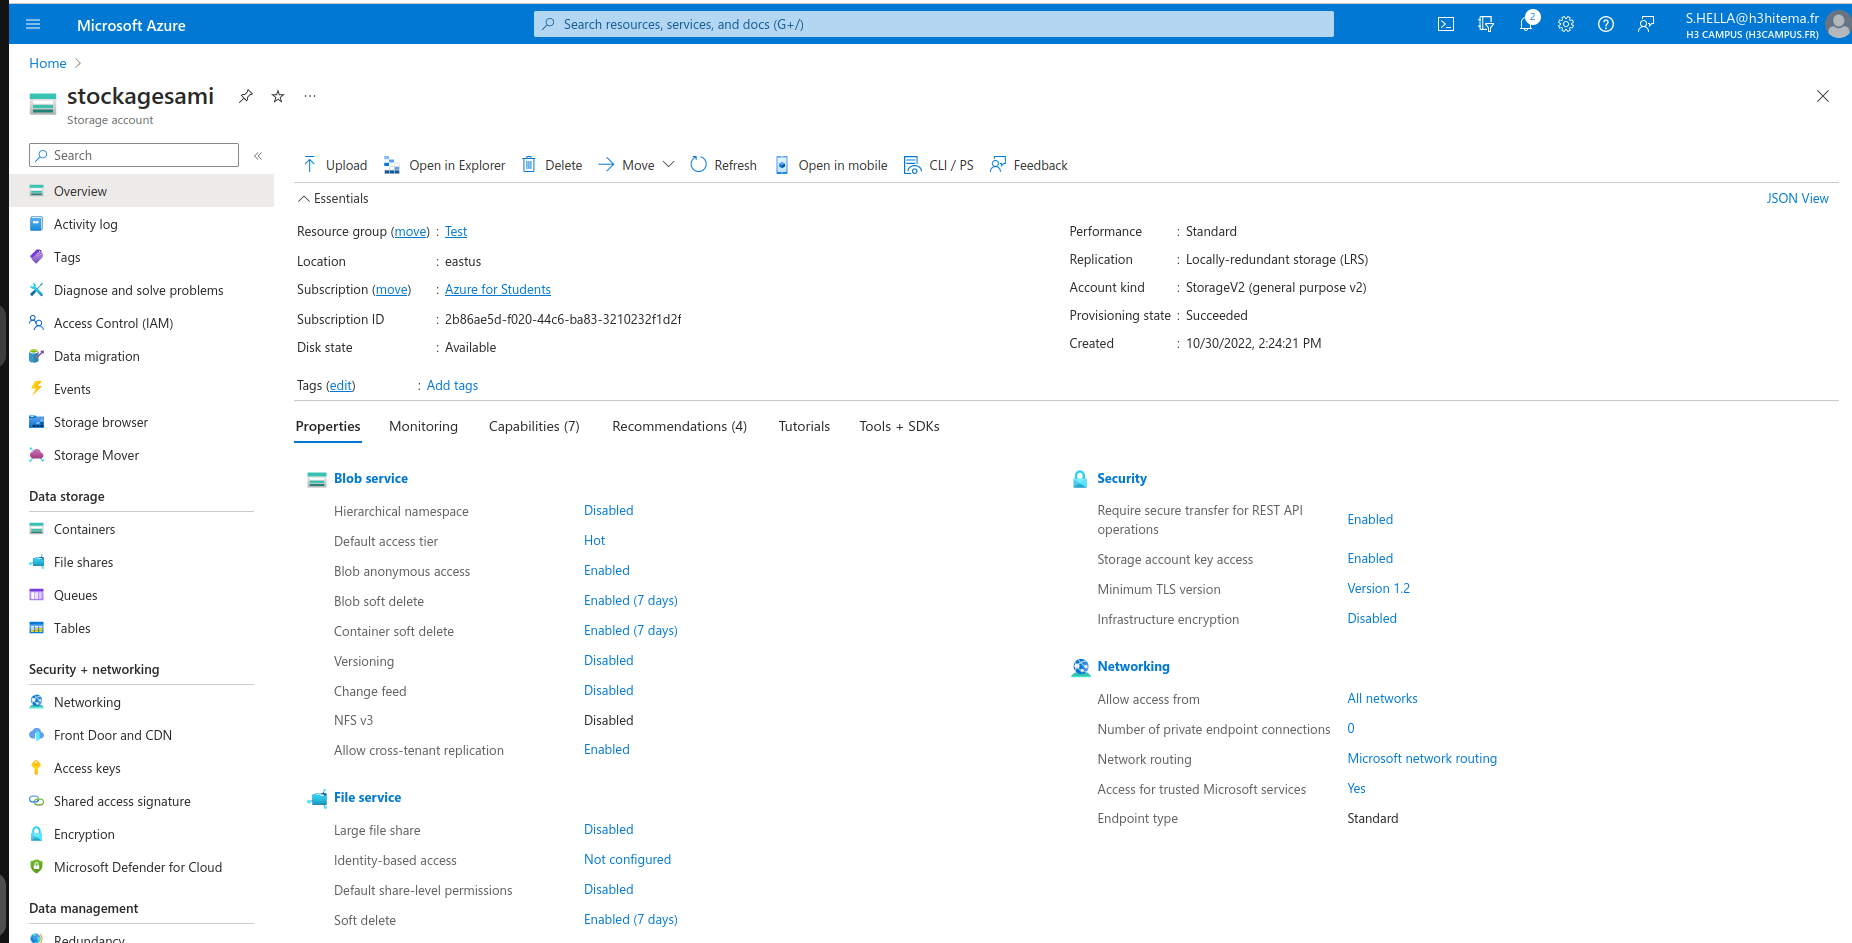 Microsoft Azure
Search resources, services, and docs (G+/)
2
S.HELLA@h3hitema.fr
H3 CAMPUS (H3CAMPUS.FR)
Home
stockagesami
Storage account
Search
Overview
Activity log
Tags
Diagnose and solve problems
Access Control (IAM)
Data migration
Events
Storage browser
Storage Mover
Data storage
Containers
File shares
Queues
Tables
Security + networking
Networking
Front Door and CDN
Access keys
Shared access signature
Encryption
Microsoft Defender for Cloud
Data management
Redundancy
Upload Open in Explorer Delete Move Refresh Open in mobile CLI / PS Feedback
Essentials
JSON View
Resource group (move) : Test
Location : eastus
Subscription (move) : Azure for Students
Subscription ID : 2b86ae5d-f020-44c6-ba83-3210232f1d2f
Disk state : Available
Tags (edit) : Add tags
Performance : Standard
Replication : Locally-redundant storage (LRS)
Account kind : StorageV2 (general purpose v2)
Provisioning state : Succeeded
Created : 10/30/2022, 2:24:21 PM
Properties Monitoring Capabilities (7) Recommendations (4) Tutorials Tools + SDKs
Blob service
Hierarchical namespace Disabled
Default access tier Hot
Blob anonymous access Enabled
Blob soft delete Enabled (7 days)
Container soft delete Enabled (7 days)
Versioning Disabled
Change feed Disabled
NFS v3 Disabled
Allow cross-tenant replication Enabled
File service
Large file share Disabled
Identity-based access Not configured
Default share-level permissions Disabled
Soft delete Enabled (7 days)
Security
Require secure transfer for REST API
operations Enabled
Storage account key access Enabled
Minimum TLS version Version 1.2
Infrastructure encryption Disabled
Networking
Allow access from All networks
Number of private endpoint connections 0
Network routing Microsoft network routing
Access for trusted Microsoft services Yes
Endpoint type Standard